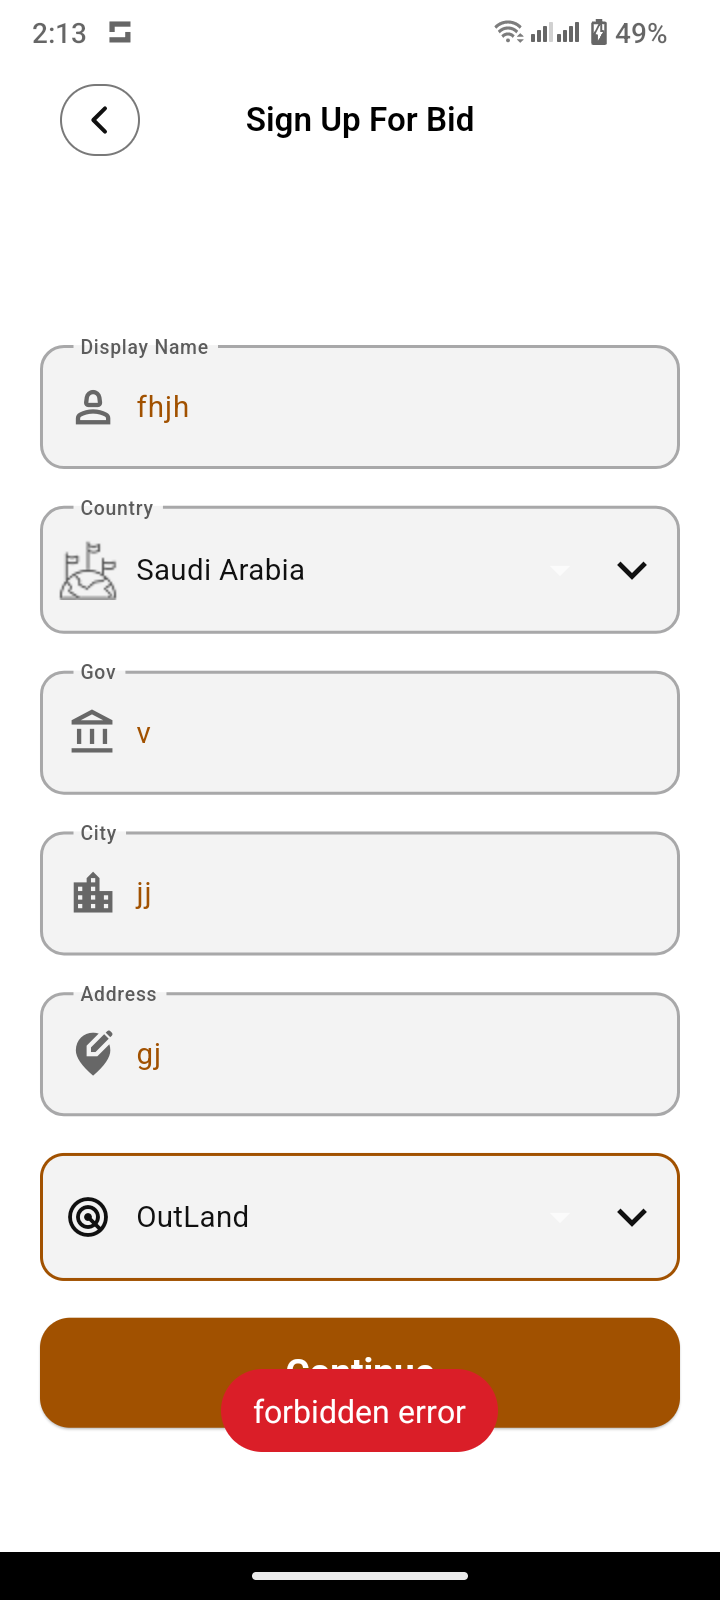 2:13
49%
Sign Up For Bid
Display Name
fhjh
Country
Saudi Arabia
Gov
v
City
jj
Address
gj
OutLand
Continue
forbidden error